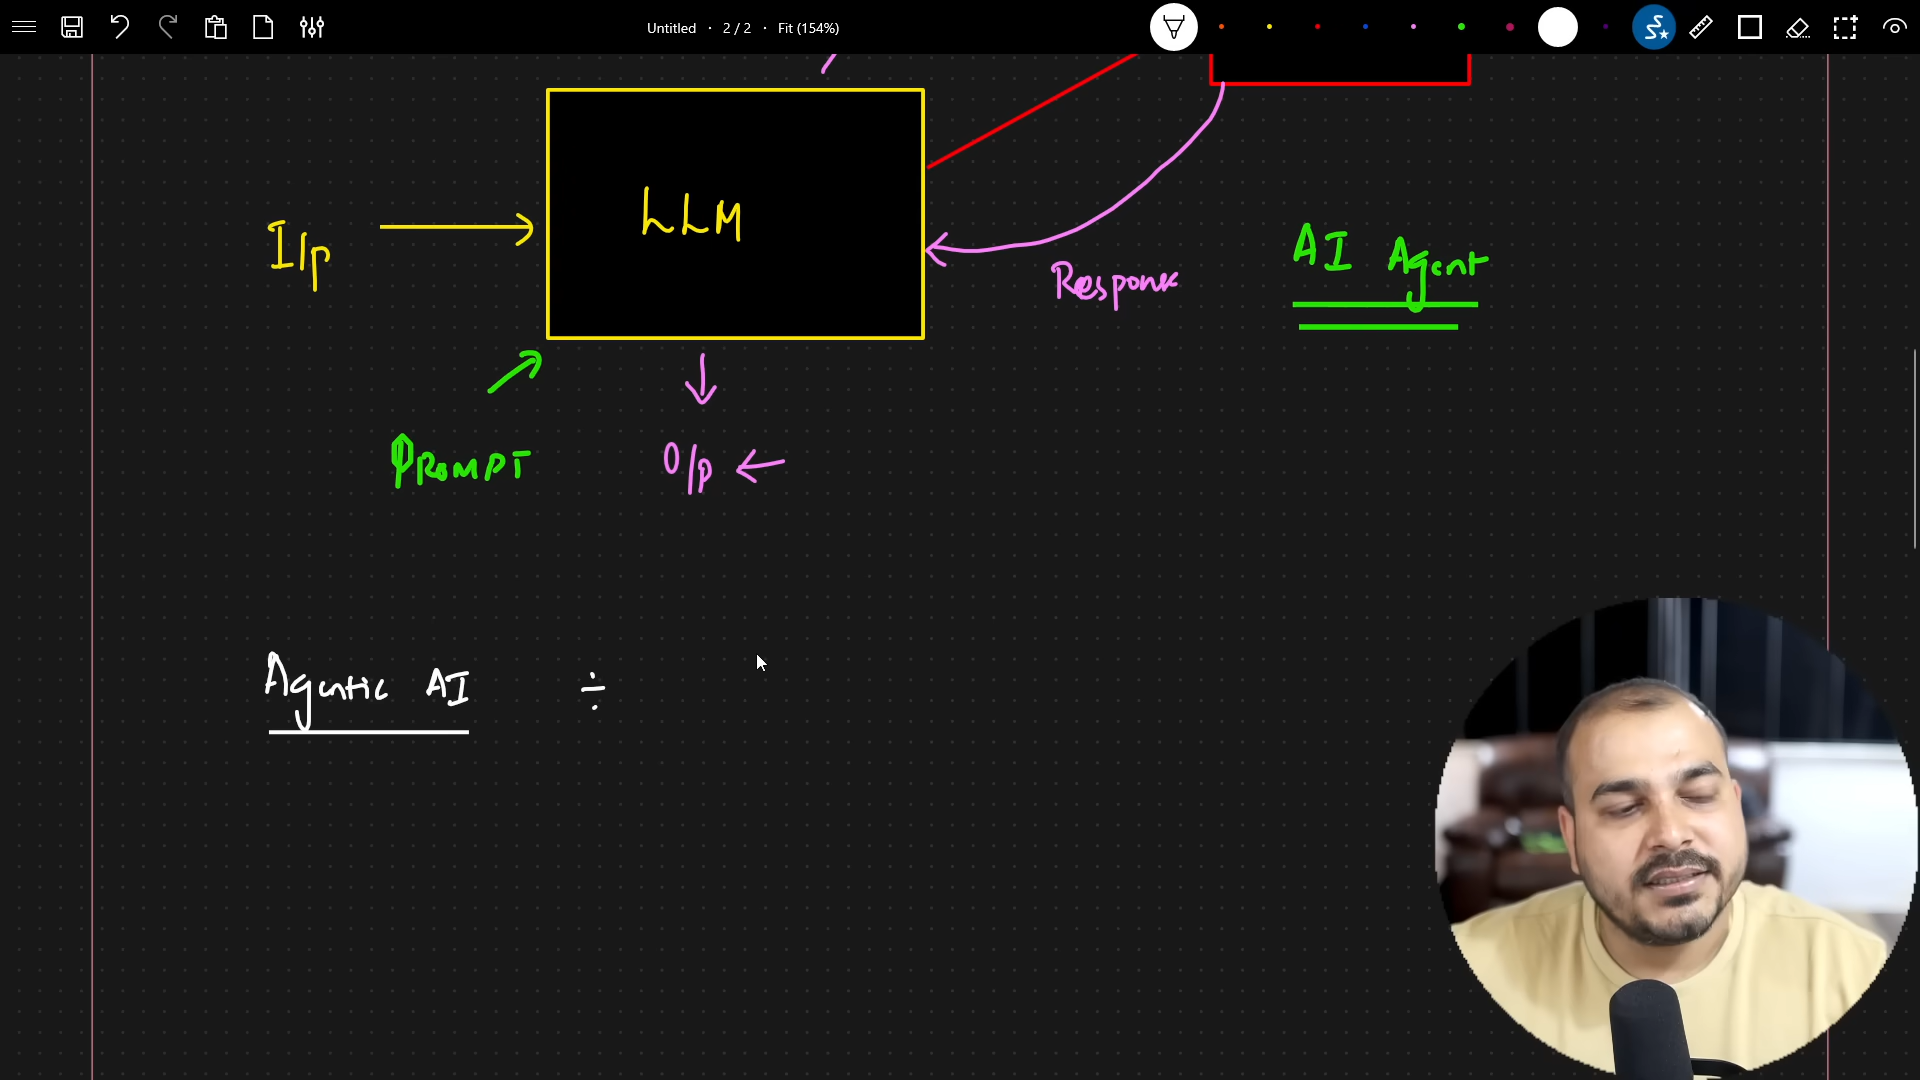 Untitled · 2 / 2 · Fit (154%)
LLM
I/p
AI Agent
Response
PROMPT
O/p
Agentic AI ÷